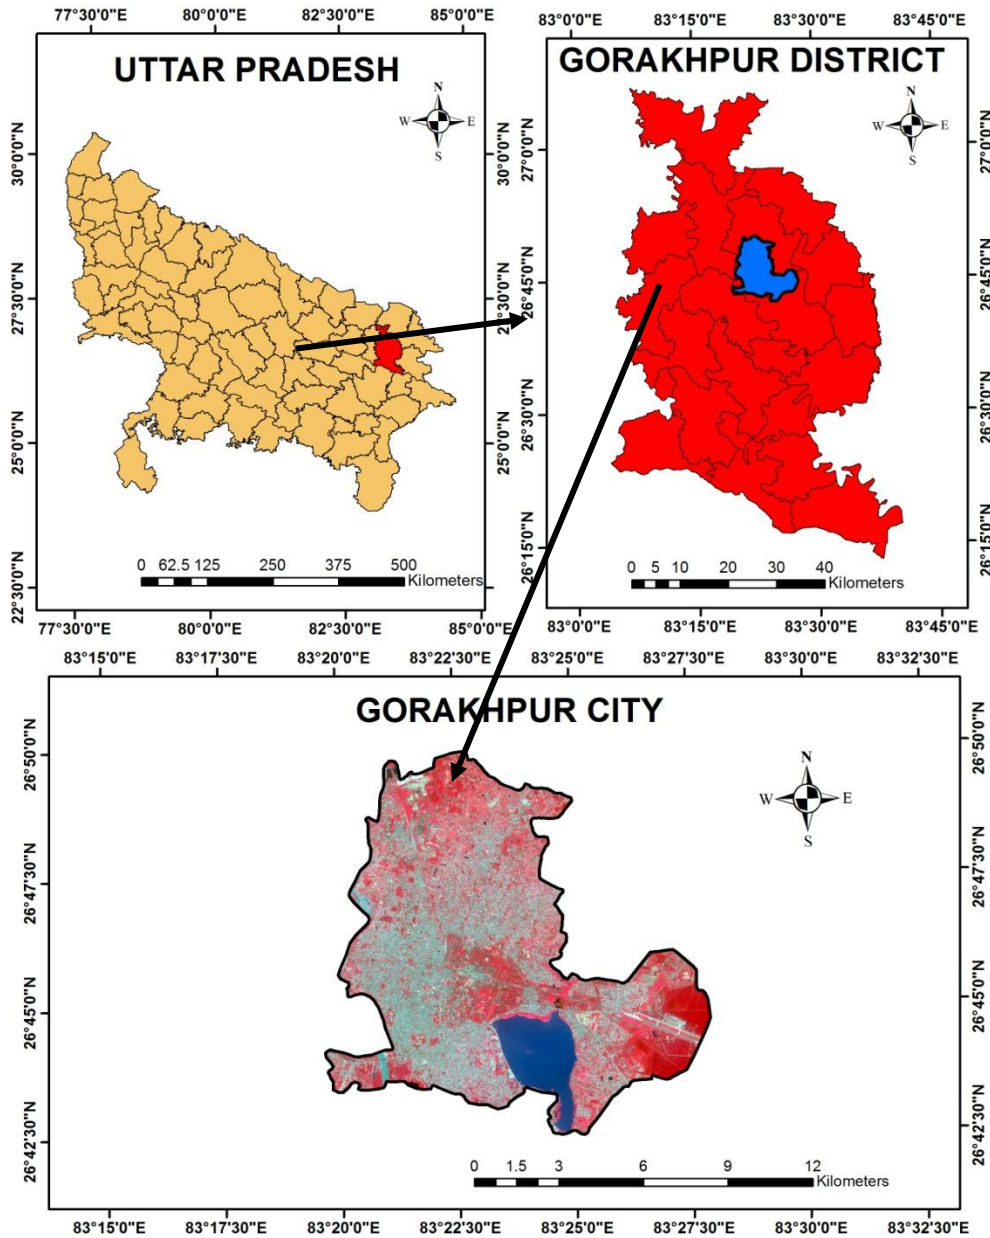 77°30'0"E 80°0'0"E 82°30'0"E 85°0'0"E
UTTAR PRADESH
N
W E
S
30°0'0"N 30°0'0"N
27°30'0"N 27°30'0"N
25°0'0"N 25°0'0"N
22°30'0"N
0 62.5 125 250 375 500
Kilometers
77°30'0"E 80°0'0"E 82°30'0"E 85°0'0"E
83°0'0"E 83°15'0"E 83°30'0"E 83°45'0"E
GORAKHPUR DISTRICT
N
W E
S
27°0'0"N 27°0'0"N
26°45'0"N 26°45'0"N
26°30'0"N 26°30'0"N
26°15'0"N 26°15'0"N
0 5 10 20 30 40
Kilometers
83°0'0"E 83°15'0"E 83°30'0"E 83°45'0"E
83°15'0"E 83°17'30"E 83°20'0"E 83°22'30"E 83°25'0"E 83°27'30"E 83°30'0"E 83°32'30"E
GORAKHPUR CITY
N
W E
S
26°50'0"N 26°50'0"N
26°47'30"N 26°47'30"N
26°45'0"N 26°45'0"N
26°42'30"N 26°42'30"N
0 1.5 3 6 9 12
Kilometers
83°15'0"E 83°17'30"E 83°20'0"E 83°22'30"E 83°25'0"E 83°27'30"E 83°30'0"E 83°32'30"E